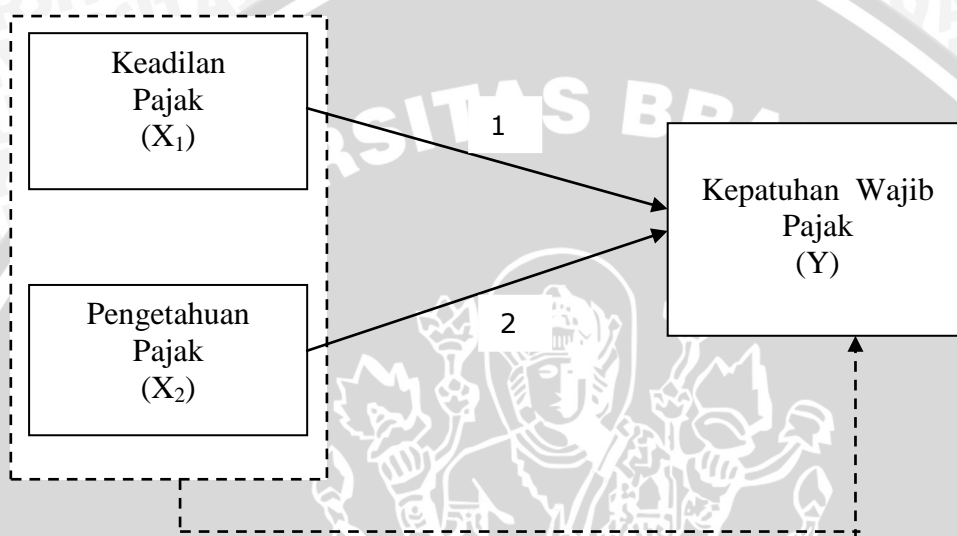 Keadilan
Pajak
(X₁)
1
Kepatuhan Wajib
Pajak
(Y)
Pengetahuan
Pajak
(X₂)
2